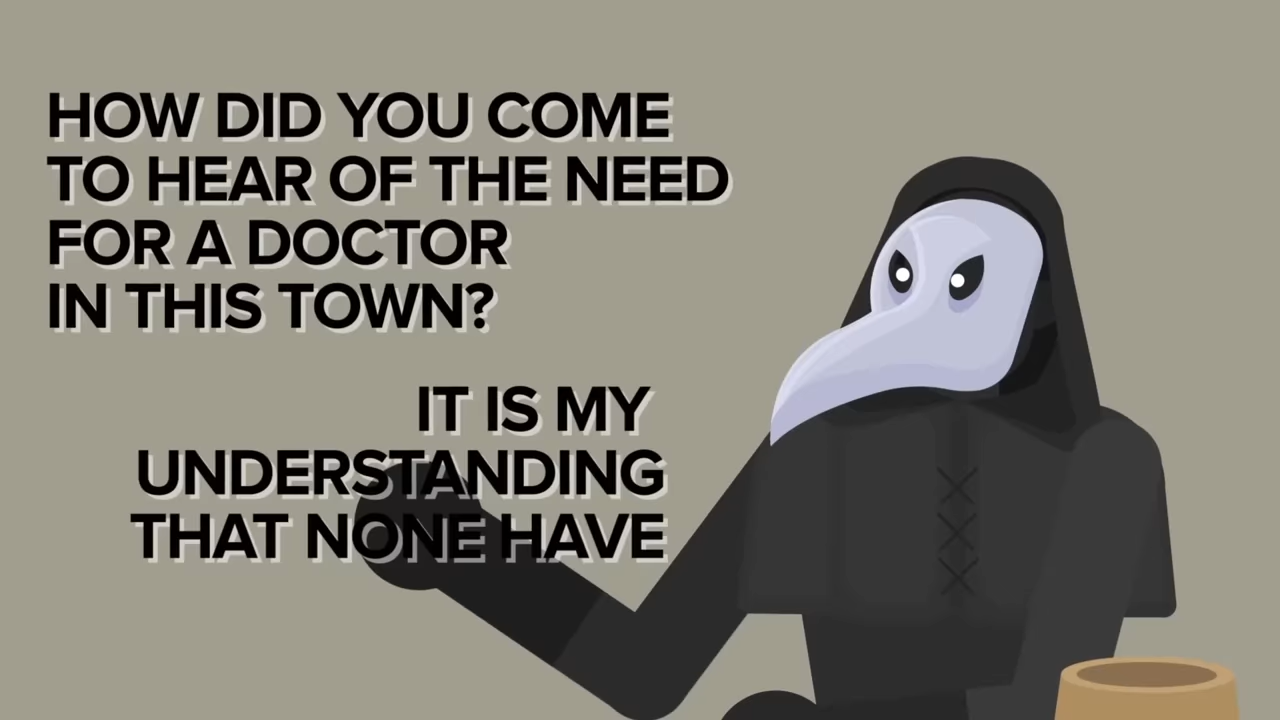 HOW DID YOU COME
TO HEAR OF THE NEED
FOR A DOCTOR
IN THIS TOWN?
IT IS MY
UNDERSTANDING
THAT NONE HAVE